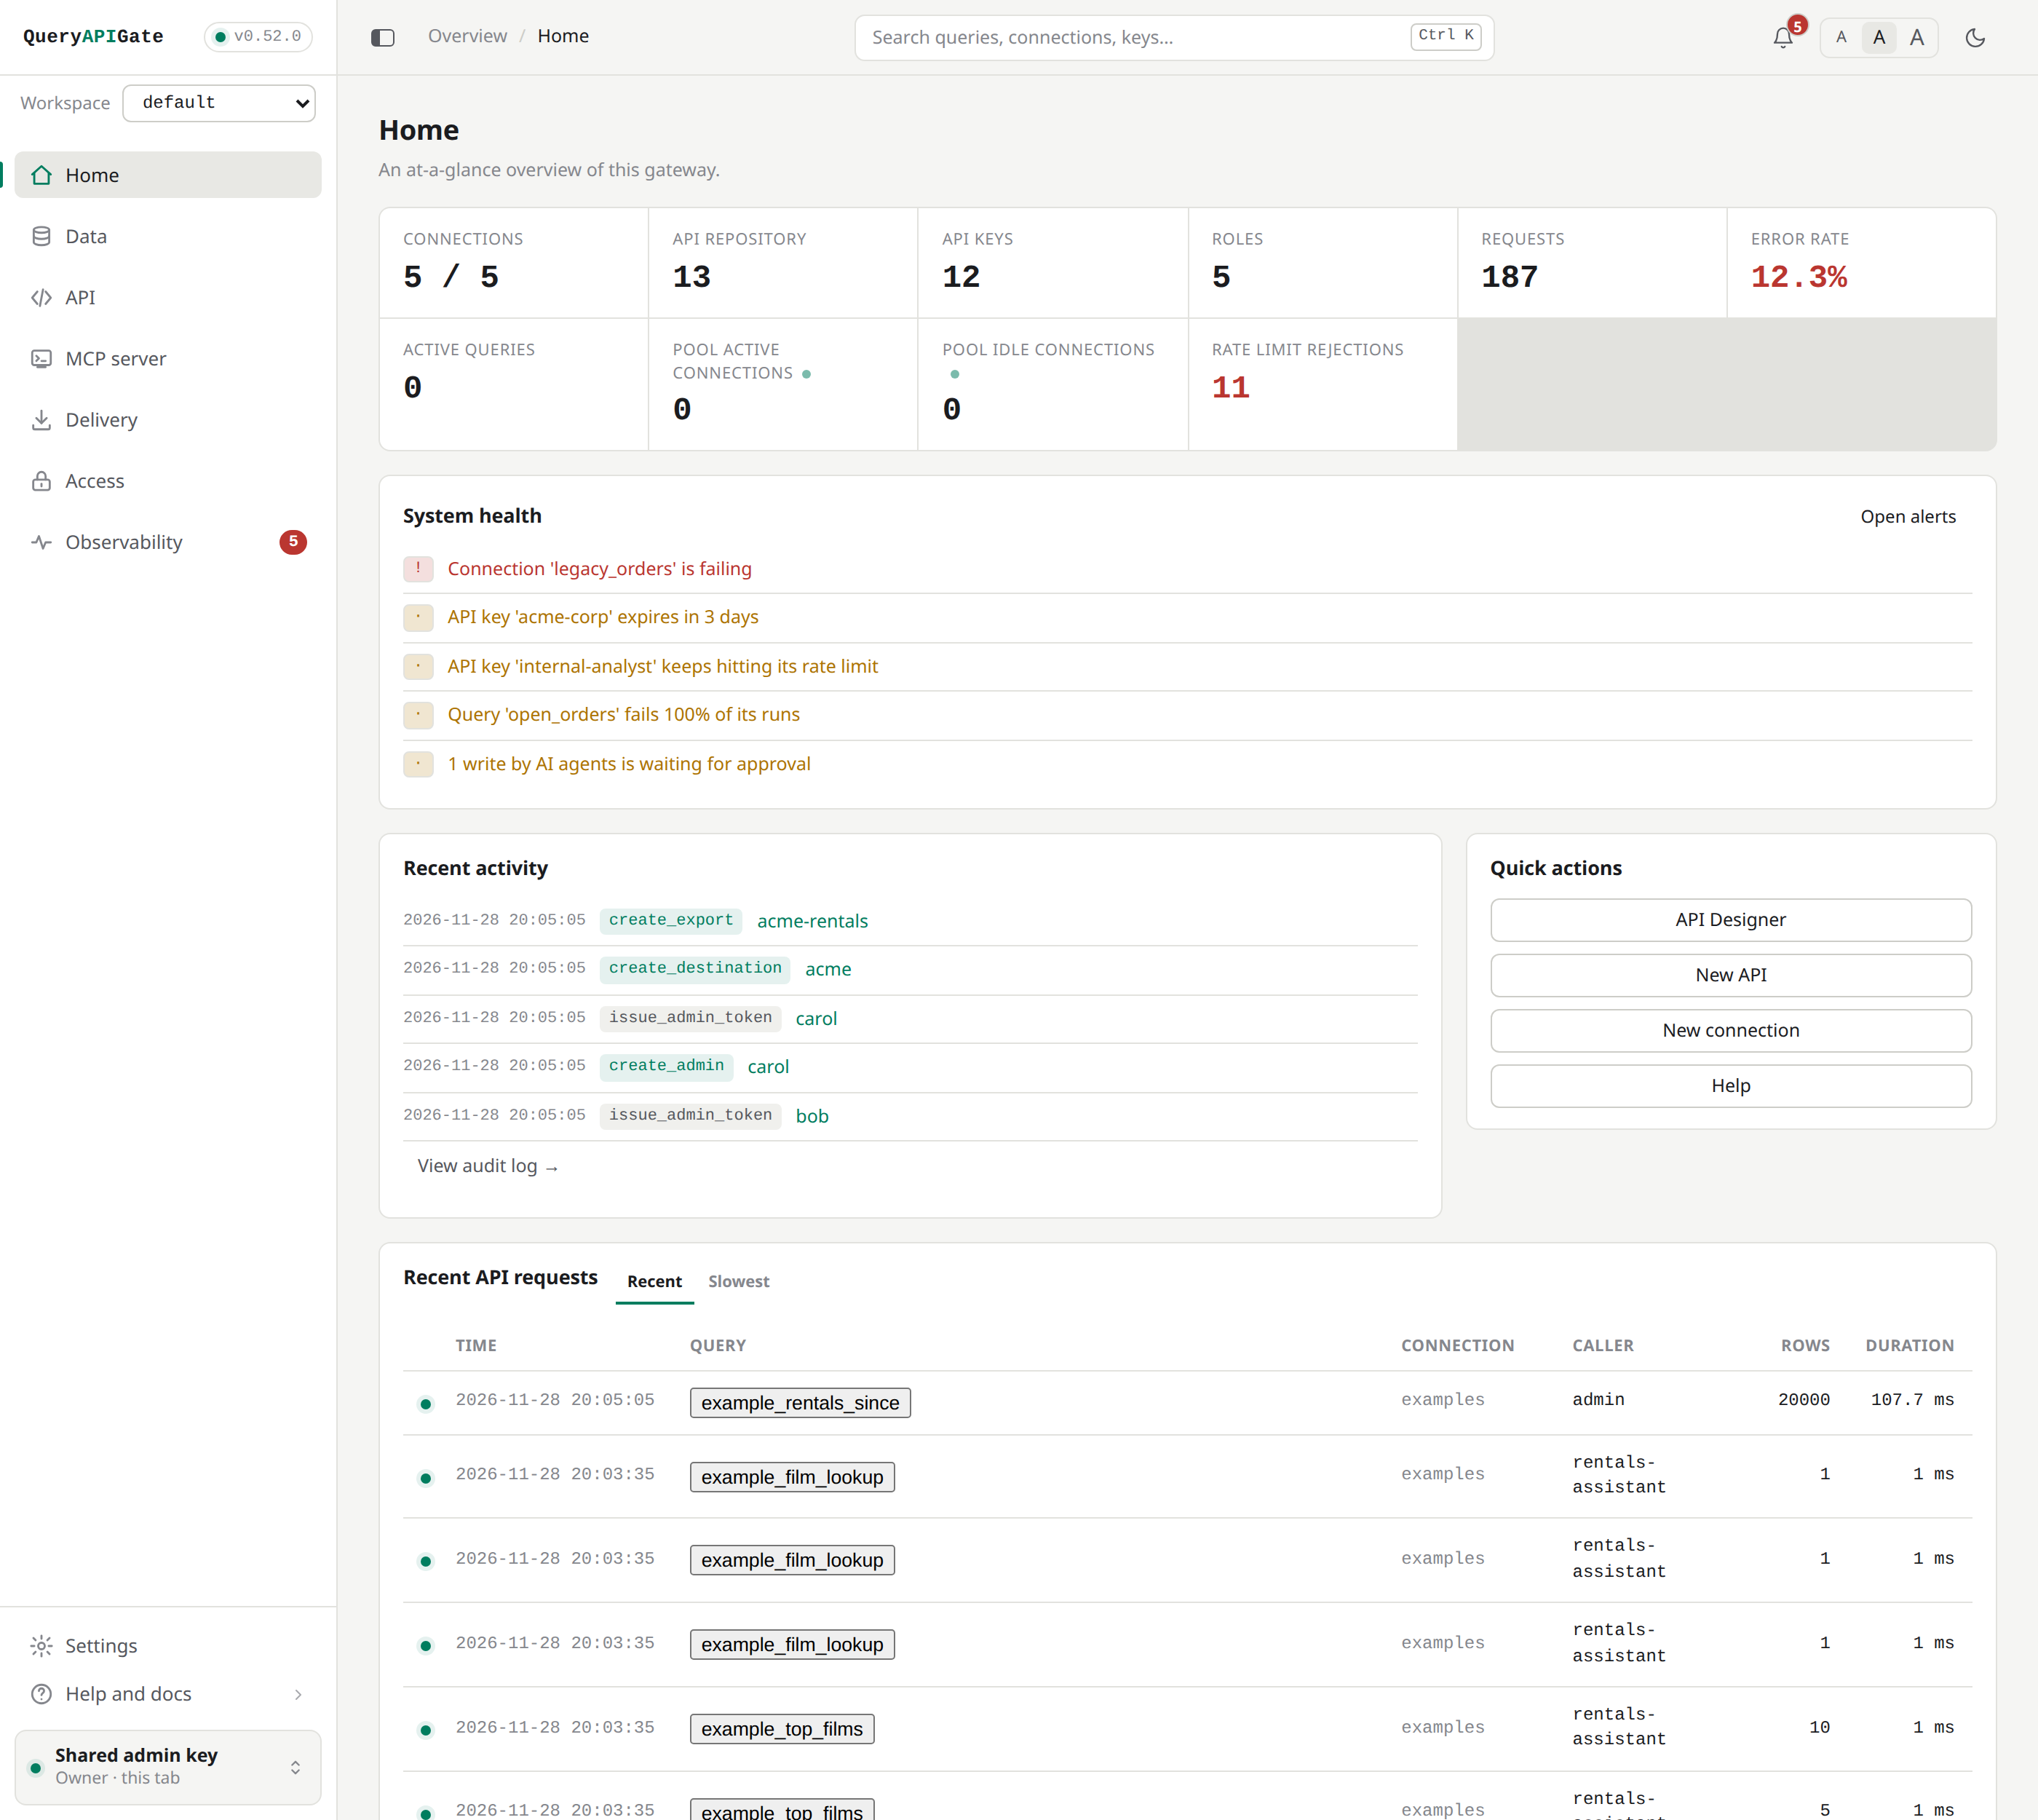 QueryAPIGate
v0.52.0
Overview / Home
Search queries, connections, keys...
Ctrl K
5
A A A
Workspace
default
Home
Data
API
MCP server
Delivery
Access
Observability
5
Settings
Help and docs
Shared admin key
Owner · this tab
Home
An at-a-glance overview of this gateway.
CONNECTIONS
5 / 5
API REPOSITORY
13
API KEYS
12
ROLES
5
REQUESTS
187
ERROR RATE
12.3%
ACTIVE QUERIES
0
POOL ACTIVE
CONNECTIONS
0
POOL IDLE CONNECTIONS
0
RATE LIMIT REJECTIONS
11
System health
Open alerts
! Connection 'legacy_orders' is failing
· API key 'acme-corp' expires in 3 days
· API key 'internal-analyst' keeps hitting its rate limit
· Query 'open_orders' fails 100% of its runs
· 1 write by AI agents is waiting for approval
Recent activity
2026-11-28 20:05:05 create_export acme-rentals
2026-11-28 20:05:05 create_destination acme
2026-11-28 20:05:05 issue_admin_token carol
2026-11-28 20:05:05 create_admin carol
2026-11-28 20:05:05 issue_admin_token bob
View audit log →
Quick actions
API Designer
New API
New connection
Help
Recent API requests
Recent
Slowest
TIME QUERY CONNECTION CALLER ROWS DURATION
2026-11-28 20:05:05 example_rentals_since examples admin 20000 107.7 ms
2026-11-28 20:03:35 example_film_lookup examples rentals-
assistant 1 1 ms
2026-11-28 20:03:35 example_film_lookup examples rentals-
assistant 1 1 ms
2026-11-28 20:03:35 example_film_lookup examples rentals-
assistant 1 1 ms
2026-11-28 20:03:35 example_top_films examples rentals-
assistant 10 1 ms
2026-11-28 20:03:35 example_top_films examples rentals-
5 1 ms